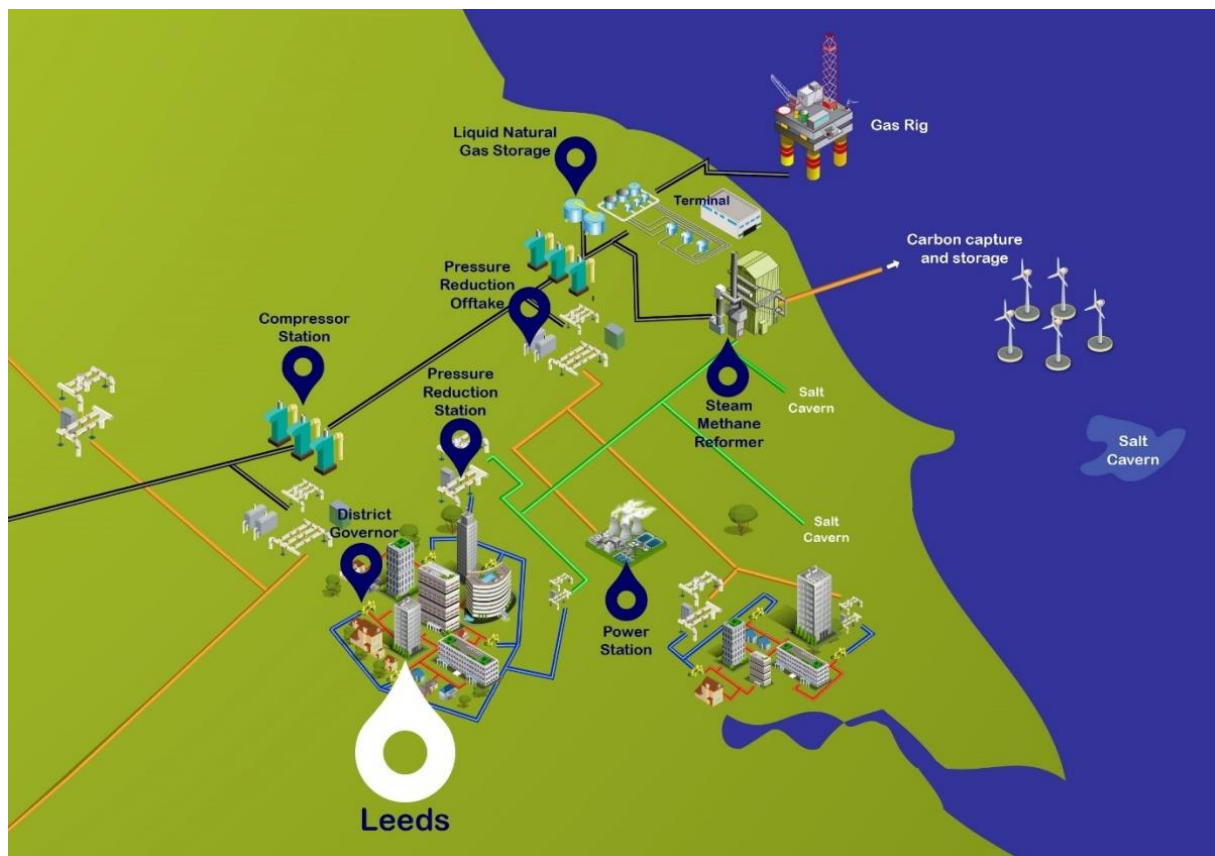 Gas Rig
Liquid Natural
Gas Storage
Terminal
Carbon capture
and storage
Pressure
Reduction
Offtake
Compressor
Station
Pressure
Reduction
Station
Steam
Methane
Reformer
Salt
Cavern
Salt
Cavern
Salt
Cavern
District
Governor
Power
Station
Leeds